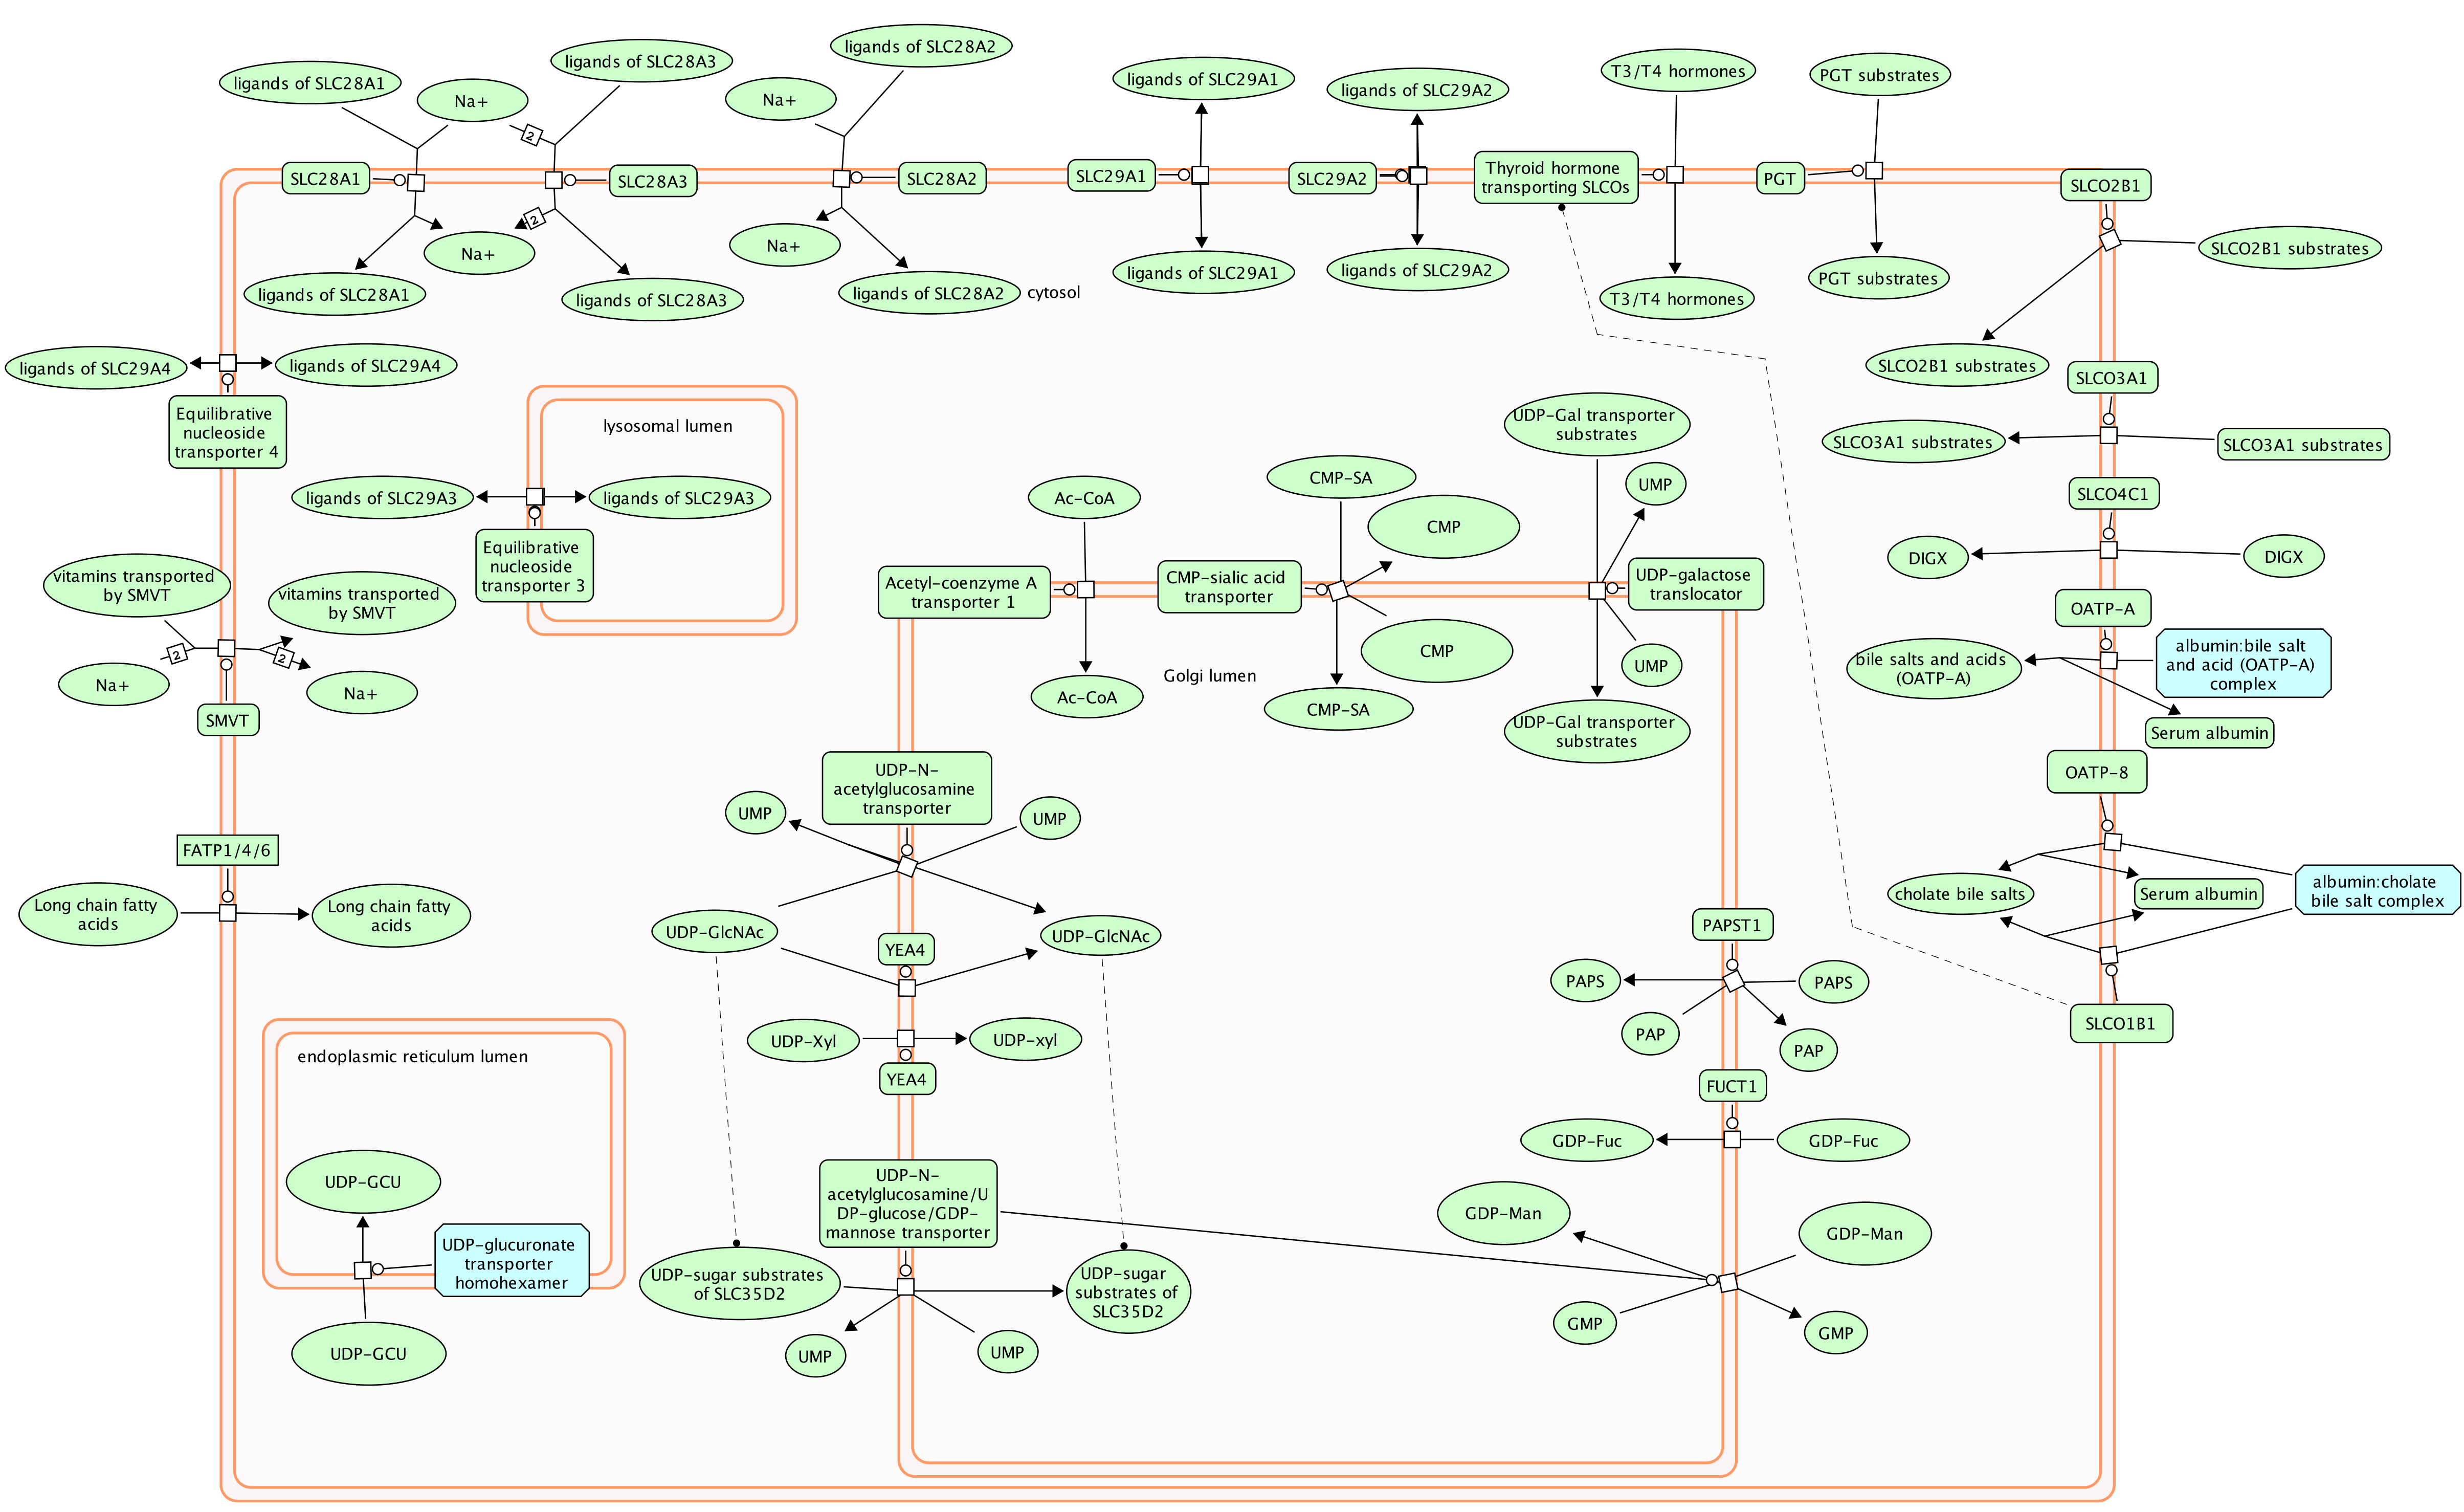 ligands of SLC28A1
Na+
ligands of SLC28A3
Na+
ligands of SLC28A2
ligands of SLC29A1
ligands of SLC29A2
T3/T4 hormones
PGT substrates
2
SLC28A1
SLC28A3
SLC28A2
SLC29A1
SLC29A2
Thyroid hormone
transporting SLCOs
PGT
SLCO2B1
2
Na+
Na+
ligands of SLC28A1
ligands of SLC28A3
ligands of SLC28A2
cytosol
ligands of SLC29A1
ligands of SLC29A2
T3/T4 hormones
PGT substrates
SLCO2B1 substrates
SLCO2B1 substrates
ligands of SLC29A4
ligands of SLC29A4
Equilibrative
nucleoside
transporter 4
lysosomal lumen
ligands of SLC29A3
ligands of SLC29A3
Equilibrative
nucleoside
transporter 3
SLCO3A1
SLCO3A1 substrates
SLCO3A1 substrates
SLCO4C1
DIGX
DIGX
OATP-A
albumin:bile salt
and acid (OATP-A)
complex
bile salts and acids
(OATP-A)
Serum albumin
OATP-8
cholate bile salts
Serum albumin
albumin:cholate
bile salt complex
SLCO1B1
vitamins transported
by SMVT
vitamins transported
by SMVT
2
2
Na+
Na+
SMVT
FATP1/4/6
Long chain fatty
acids
Long chain fatty
acids
Ac-CoA
CMP-SA
CMP
UDP-Gal transporter
substrates
UMP
Acetyl-coenzyme A
transporter 1
CMP-sialic acid
transporter
UDP-galactose
translocator
CMP
UMP
Golgi lumen
Ac-CoA
CMP-SA
UDP-Gal transporter
substrates
UDP-N-
acetylglucosamine
transporter
UMP
UMP
UDP-GlcNAc
UDP-GlcNAc
YEA4
UDP-Xyl
UDP-xyl
YEA4
PAPST1
PAPS
PAPS
PAP
PAP
FUCT1
GDP-Fuc
GDP-Fuc
endoplasmic reticulum lumen
UDP-GCU
UDP-glucuronate
transporter
homohexamer
UDP-GCU
UDP-N-
acetylglucosamine/U
DP-glucose/GDP-
mannose transporter
UDP-sugar substrates
of SLC35D2
UDP-sugar
substrates of
SLC35D2
UMP
UMP
GDP-Man
GDP-Man
GMP
GMP